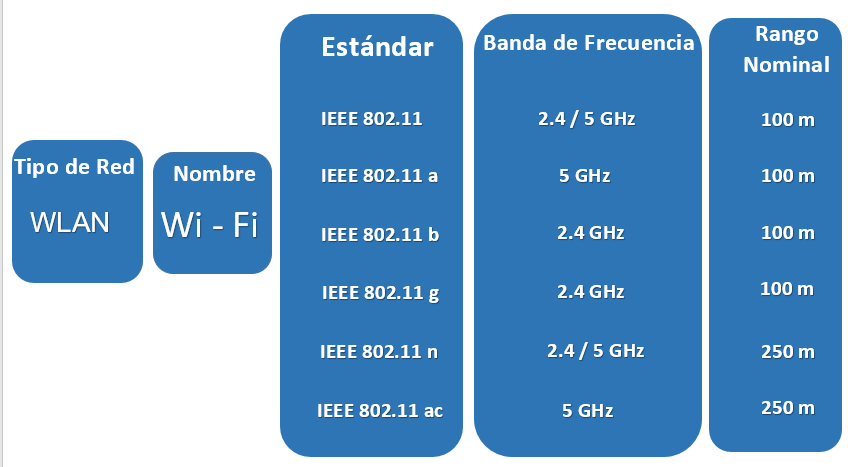 Tipo de Red
WLAN
Nombre
Wi - Fi
Estándar
Banda de Frecuencia
Rango
Nominal
IEEE 802.11
2.4 / 5 GHz
100 m
IEEE 802.11 a
5 GHz
100 m
IEEE 802.11 b
2.4 GHz
100 m
IEEE 802.11 g
2.4 GHz
100 m
IEEE 802.11 n
2.4 / 5 GHz
250 m
IEEE 802.11 ac
5 GHz
250 m